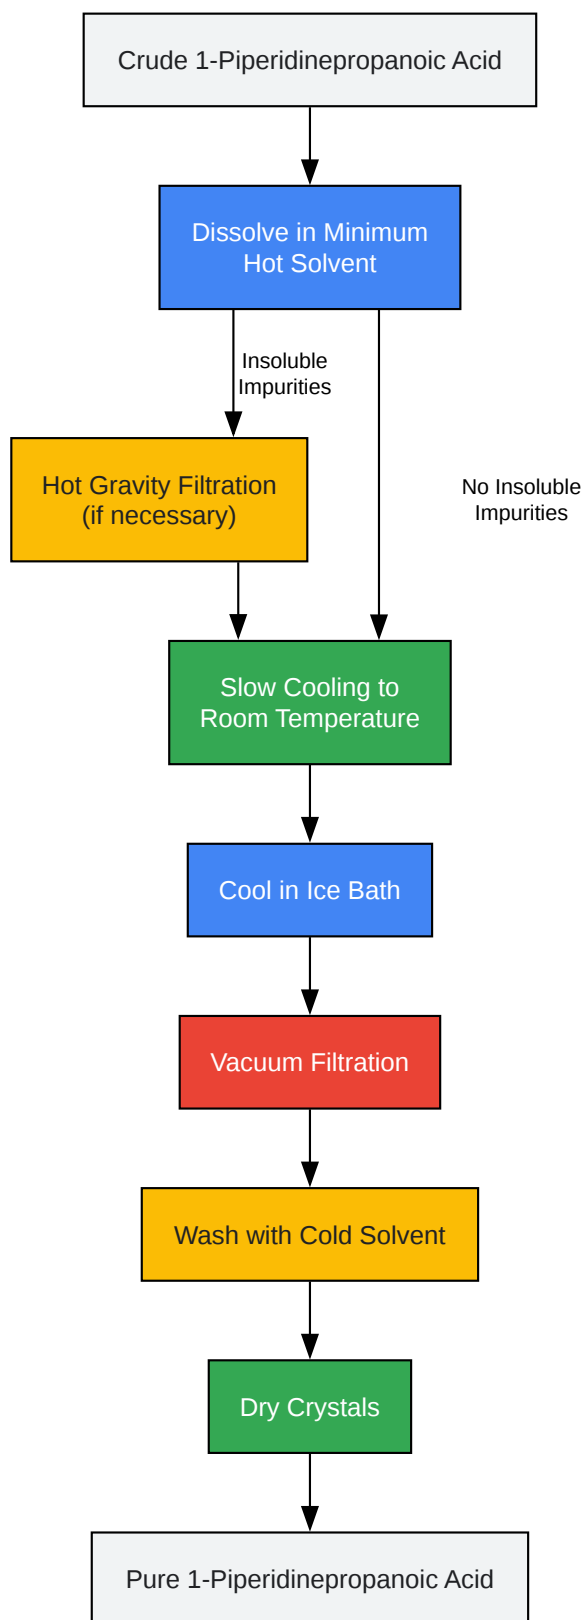 Crude 1-Piperidinepropanoic Acid
Dissolve in Minimum
Hot Solvent
Insoluble
Impurities
Hot Gravity Filtration
(if necessary)
No Insoluble
Impurities
Slow Cooling to
Room Temperature
Cool in Ice Bath
Vacuum Filtration
Wash with Cold Solvent
Dry Crystals
Pure 1-Piperidinepropanoic Acid